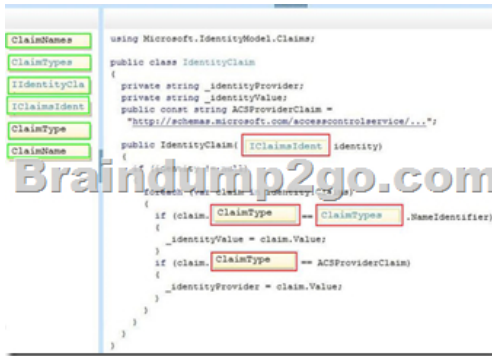 ClaimNames
ClaimTypes
IIdentityCla
IClaimsIdent
ClaimType
ClaimName
using Microsoft.IdentityModel.Claims;
public class IdentityClaim
{
private string _identityProvider;
private string _identityValue;
public const string ACSProviderClaim =
"http://schemas.microsoft.com/accesscontrolservice/...";
public IdentityClaim( IClaimsIdent identity)
{
Braindump2go.com
foreach (var claim in
{
if (claim. ClaimType == ClaimTypes .NameIdentifier)
{
_identityValue = claim.Value;
}
if (claim. ClaimType == ACSProviderClaim)
{
_identityProvider = claim.Value;
}
}
}
}
}